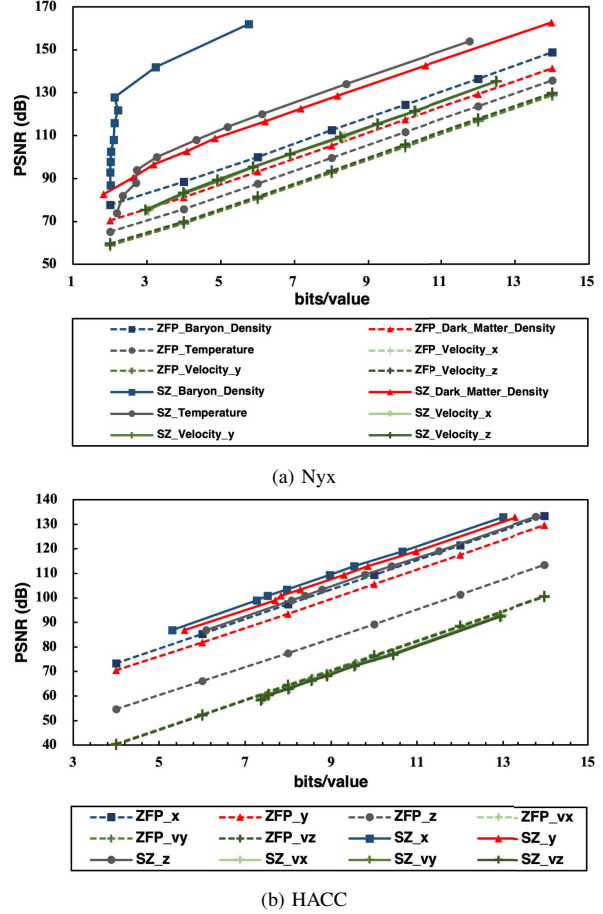 170
150
130
110
90
70
50
PSNR (dB)
1 3 5 7 9 11 13 15
bits/value
ZFP_Baryon_Density ZFP_Dark_Matter_Density
ZFP_Temperature ZFP_Velocity_x
ZFP_Velocity_y ZFP_Velocity_z
SZ_Baryon_Density SZ_Dark_Matter_Density
SZ_Temperature SZ_Velocity_x
SZ_Velocity_y SZ_Velocity_z
(a) Nyx
140
130
120
110
100
90
80
70
60
50
40
PSNR (dB)
3 5 7 9 11 13 15
bits/value
ZFP_x ZFP_y ZFP_z ZFP_vx
ZFP_vy ZFP_vz SZ_x SZ_y
SZ_z SZ_vx SZ_vy SZ_vz
(b) HACC